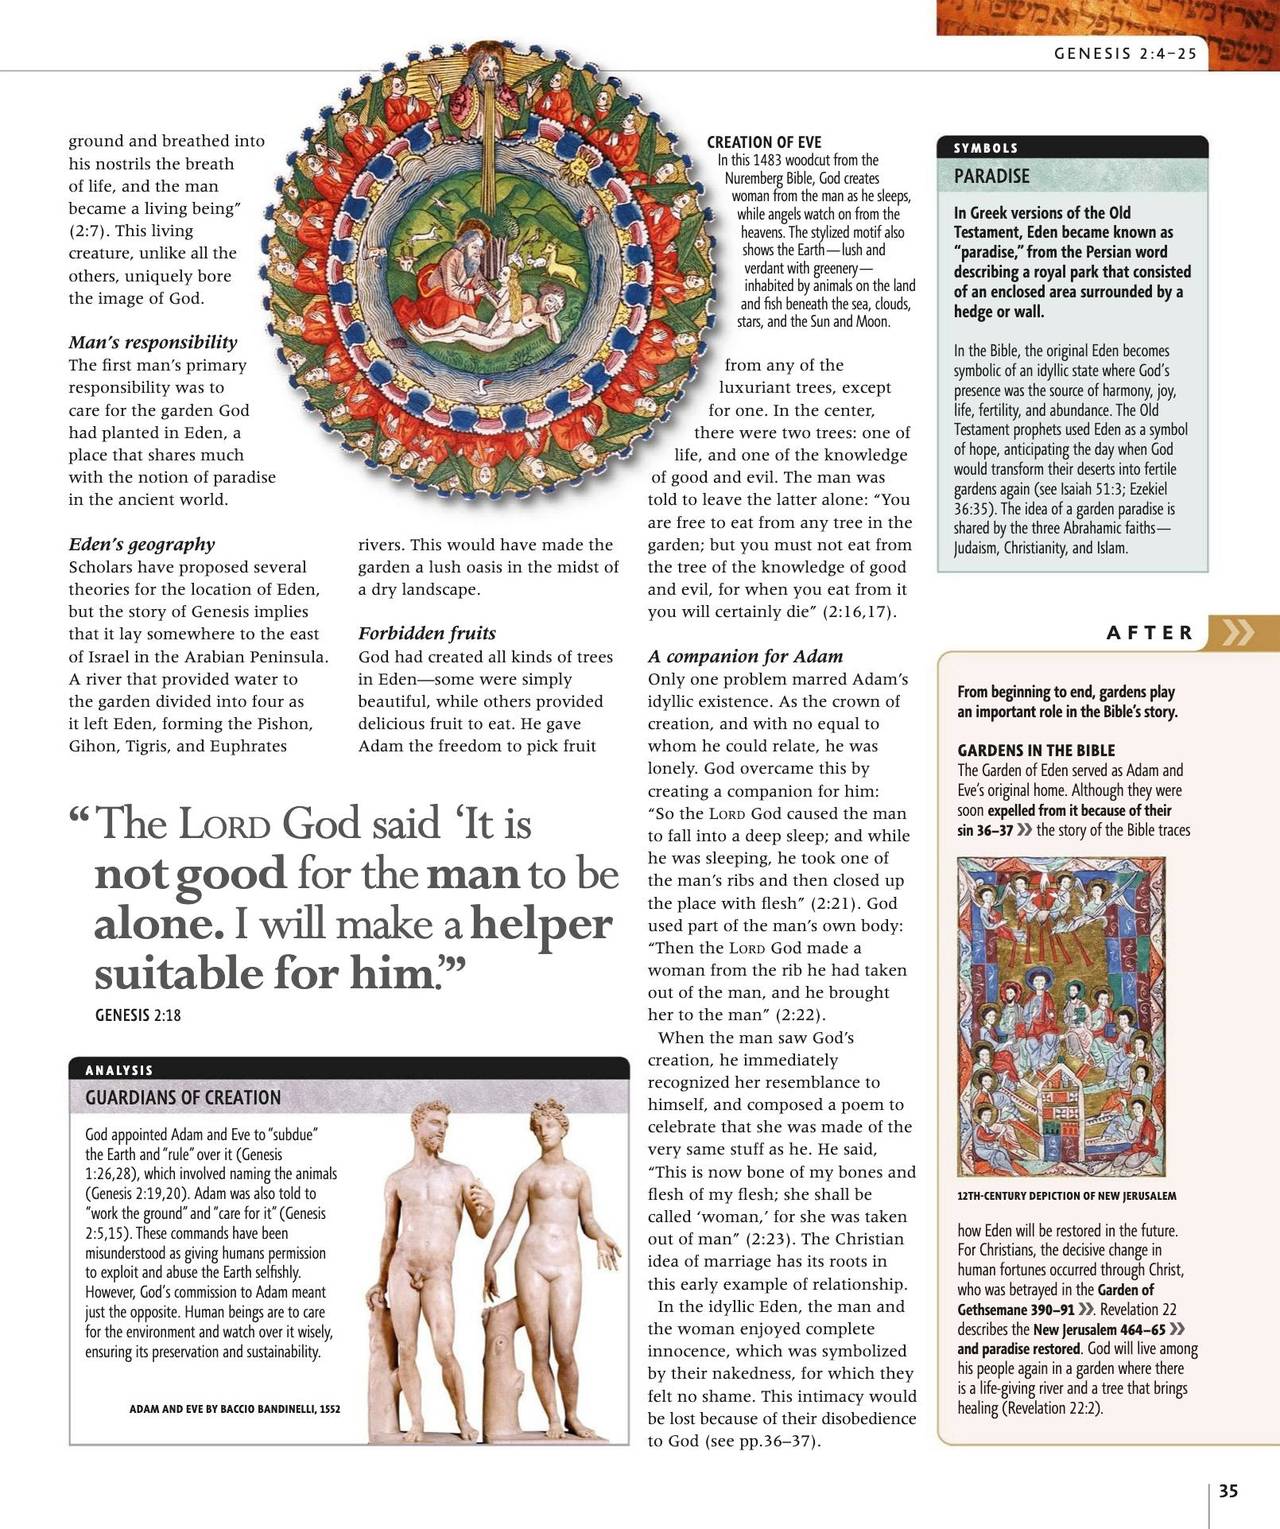 GENESIS 2:4–25
ground and breathed into
his nostrils the breath
of life, and the man
became a living being”
(2:7). This living
creature, unlike all the
others, uniquely bore
the image of God.
Man’s responsibility
The first man’s primary
responsibility was to
care for the garden God
had planted in Eden, a
place that shares much
with the notion of paradise
in the ancient world.
Eden’s geography
Scholars have proposed several
theories for the location of Eden,
but the story of Genesis implies
that it lay somewhere to the east
of Israel in the Arabian Peninsula.
A river that provided water to
the garden divided into four as
it left Eden, forming the Pishon,
Gihon, Tigris, and Euphrates
rivers. This would have made the
garden a lush oasis in the midst of
a dry landscape.
Forbidden fruits
God had created all kinds of trees
in Eden—some were simply
beautiful, while others provided
delicious fruit to eat. He gave
Adam the freedom to pick fruit
CREATION OF EVE
In this 1483 woodcut from the
Nuremberg Bible, God creates
woman from the man as he sleeps,
while angels watch on from the
heavens. The stylized motif also
shows the Earth—lush and
verdant with greenery—
inhabited by animals on the land
and fish beneath the sea, clouds,
stars, and the Sun and Moon.
from any of the
luxuriant trees, except
for one. In the center,
there were two trees: one of
life, and one of the knowledge
of good and evil. The man was
told to leave the latter alone: “You
are free to eat from any tree in the
garden; but you must not eat from
the tree of the knowledge of good
and evil, for when you eat from it
you will certainly die” (2:16,17).
A companion for Adam
Only one problem marred Adam’s
idyllic existence. As the crown of
creation, and with no equal to
whom he could relate, he was
lonely. God overcame this by
creating a companion for him:
“So the LORD God caused the man
to fall into a deep sleep; and while
he was sleeping, he took one of
the man’s ribs and then closed up
the place with flesh” (2:21). God
used part of the man’s own body:
“Then the LORD God made a
woman from the rib he had taken
out of the man, and he brought
her to the man” (2:22).
When the man saw God’s
creation, he immediately
recognized her resemblance to
himself, and composed a poem to
celebrate that she was made of the
very same stuff as he. He said,
“This is now bone of my bones and
flesh of my flesh; she shall be
called ‘woman,’ for she was taken
out of man” (2:23). The Christian
idea of marriage has its roots in
this early example of relationship.
In the idyllic Eden, the man and
the woman enjoyed complete
innocence, which was symbolized
by their nakedness, for which they
felt no shame. This intimacy would
be lost because of their disobedience
to God (see pp.36–37).
“The LORD God said ‘It is
not good for the man to be
alone. I will make a helper
suitable for him.’”
GENESIS 2:18
ANALYSIS
GUARDIANS OF CREATION
God appointed Adam and Eve to “subdue”
the Earth and “rule” over it (Genesis
1:26,28), which involved naming the animals
(Genesis 2:19,20). Adam was also told to
“work the ground” and “care for it” (Genesis
2:5,15). These commands have been
misunderstood as giving humans permission
to exploit and abuse the Earth selfishly.
However, God’s commission to Adam meant
just the opposite. Human beings are to care
for the environment and watch over it wisely,
ensuring its preservation and sustainability.
ADAM AND EVE BY BACCIO BANDINELLI, 1552
SYMBOLS
PARADISE
In Greek versions of the Old
Testament, Eden became known as
“paradise,” from the Persian word
describing a royal park that consisted
of an enclosed area surrounded by a
hedge or wall.
In the Bible, the original Eden becomes
symbolic of an idyllic state where God’s
presence was the source of harmony, joy,
life, fertility, and abundance. The Old
Testament prophets used Eden as a symbol
of hope, anticipating the day when God
would transform their deserts into fertile
gardens again (see Isaiah 51:3; Ezekiel
36:35). The idea of a garden paradise is
shared by the three Abrahamic faiths—
Judaism, Christianity, and Islam.
AFTER
From beginning to end, gardens play
an important role in the Bible’s story.
GARDENS IN THE BIBLE
The Garden of Eden served as Adam and
Eve’s original home. Although they were
soon expelled from it because of their
sin 36–37 ❯❯ the story of the Bible traces
12TH-CENTURY DEPICTION OF NEW JERUSALEM
how Eden will be restored in the future.
For Christians, the decisive change in
human fortunes occurred through Christ,
who was betrayed in the Garden of
Gethsemane 390–91 ❯❯. Revelation 22
describes the New Jerusalem 464–65 ❯❯
and paradise restored. God will live among
his people again in a garden where there
is a life-giving river and a tree that brings
healing (Revelation 22:2).
35